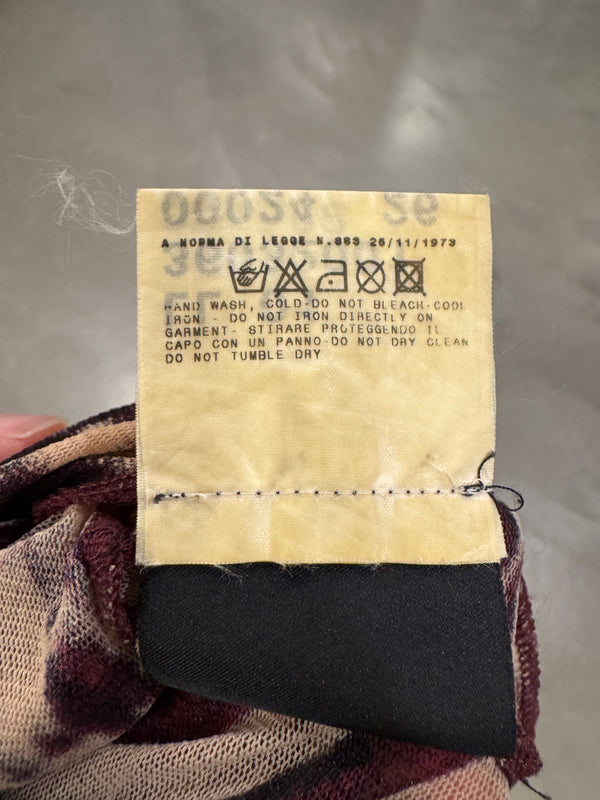 A NORMA DI LEGGE N.883 26/11/1973
HAND WASH, COLD-DO NOT BLEACH-COOL
IRON - DO NOT IRON DIRECTLY ON
GARMENT- STIRARE PROTEGGENDO IL
CAPO CON UN PANNO-DO NOT DRY CLEAN
DO NOT TUMBLE DRY